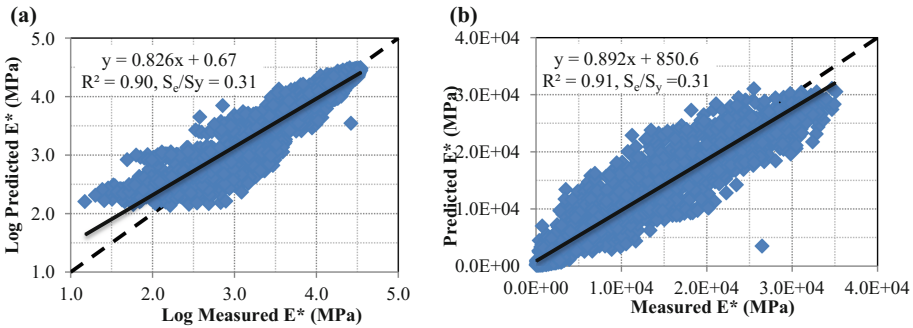 (a)
y = 0.826x + 0.67
R² = 0.90, Sₑ/Sy = 0.31
Log Predicted E* (MPa)
5.0
4.0
3.0
2.0
1.0
1.0 2.0 3.0 4.0 5.0
Log Measured E* (MPa)
(b)
y = 0.892x + 850.6
R² = 0.91, Sₑ/Sᵧ =0.31
Predicted E* (MPa)
4.0E+04
3.0E+04
2.0E+04
1.0E+04
0.0E+00
0.0E+00 1.0E+04 2.0E+04 3.0E+04 4.0E+04
Measured E* (MPa)